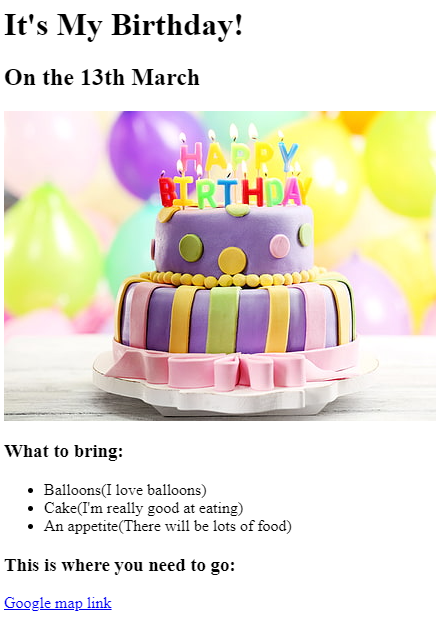 It's My Birthday!
On the 13th March
HAPPY
BIRTHDAY
What to bring:
Balloons(I love balloons)
Cake(I'm really good at eating)
An appetite(There will be lots of food)
This is where you need to go:
Google map link